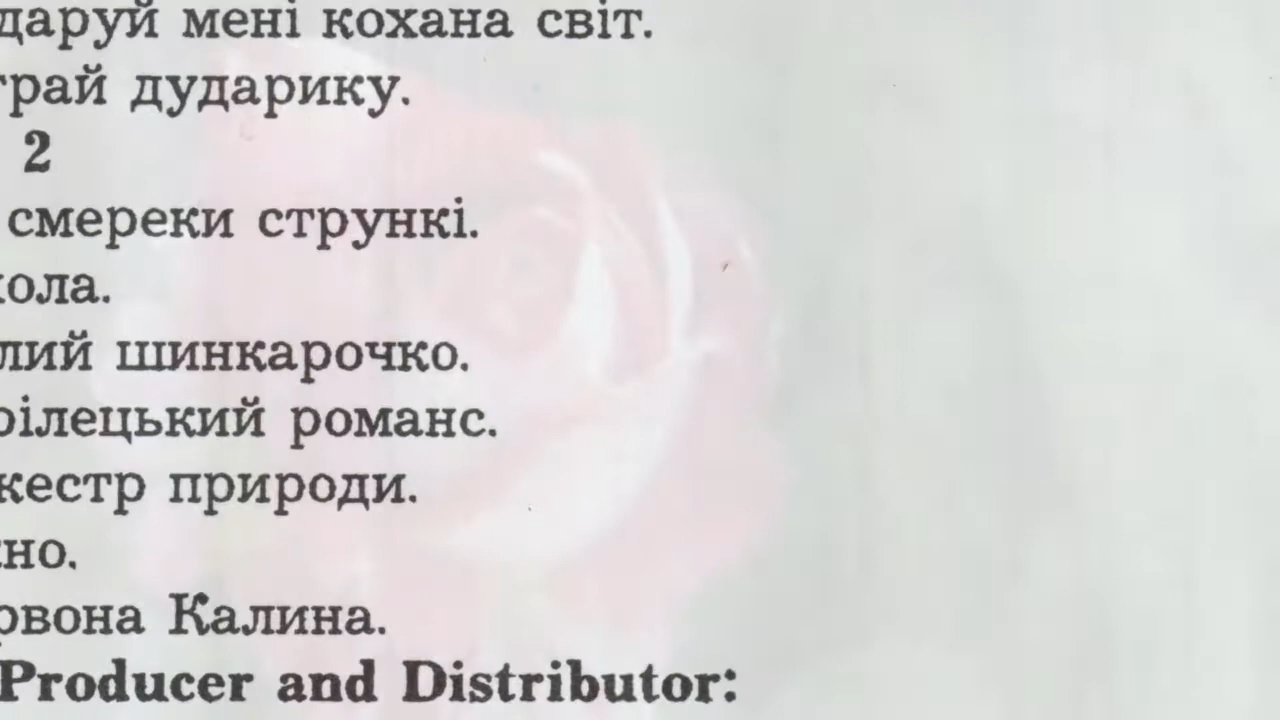 даруй мені кохана світ.
грай дударику.
2
смереки стрункі.
кола.
лий шинкарочко.
рілецький романс.
кестр природи.
но.
рвона Калина.
Producer and Distributor: